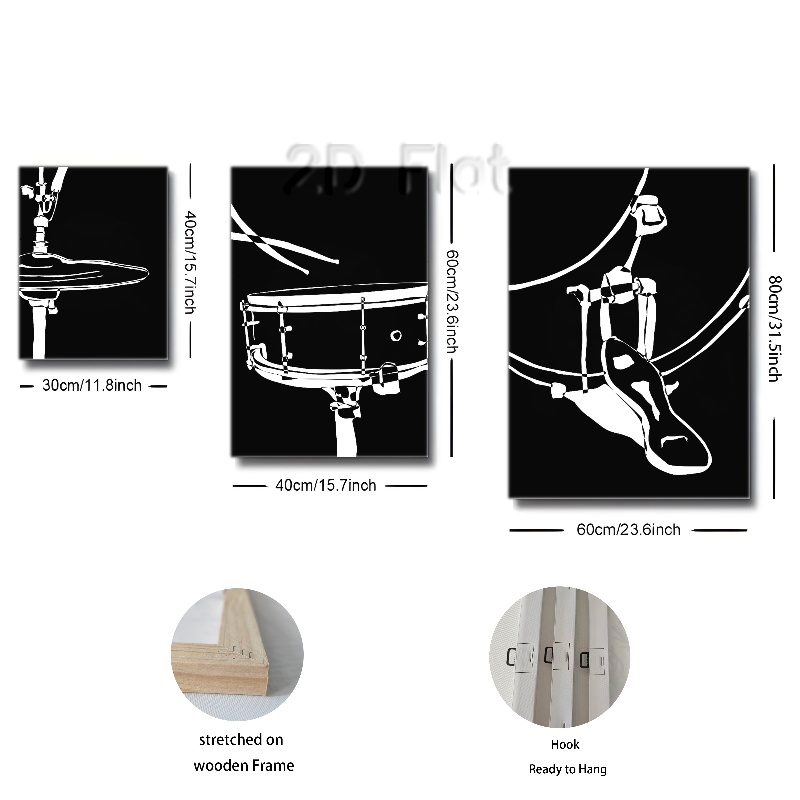 2D Flat
40cm/15.7inch
30cm/11.8inch
60cm/23.6inch
40cm/15.7inch
80cm/31.5inch
60cm/23.6inch
stretched on
wooden Frame
Hook
Ready to Hang